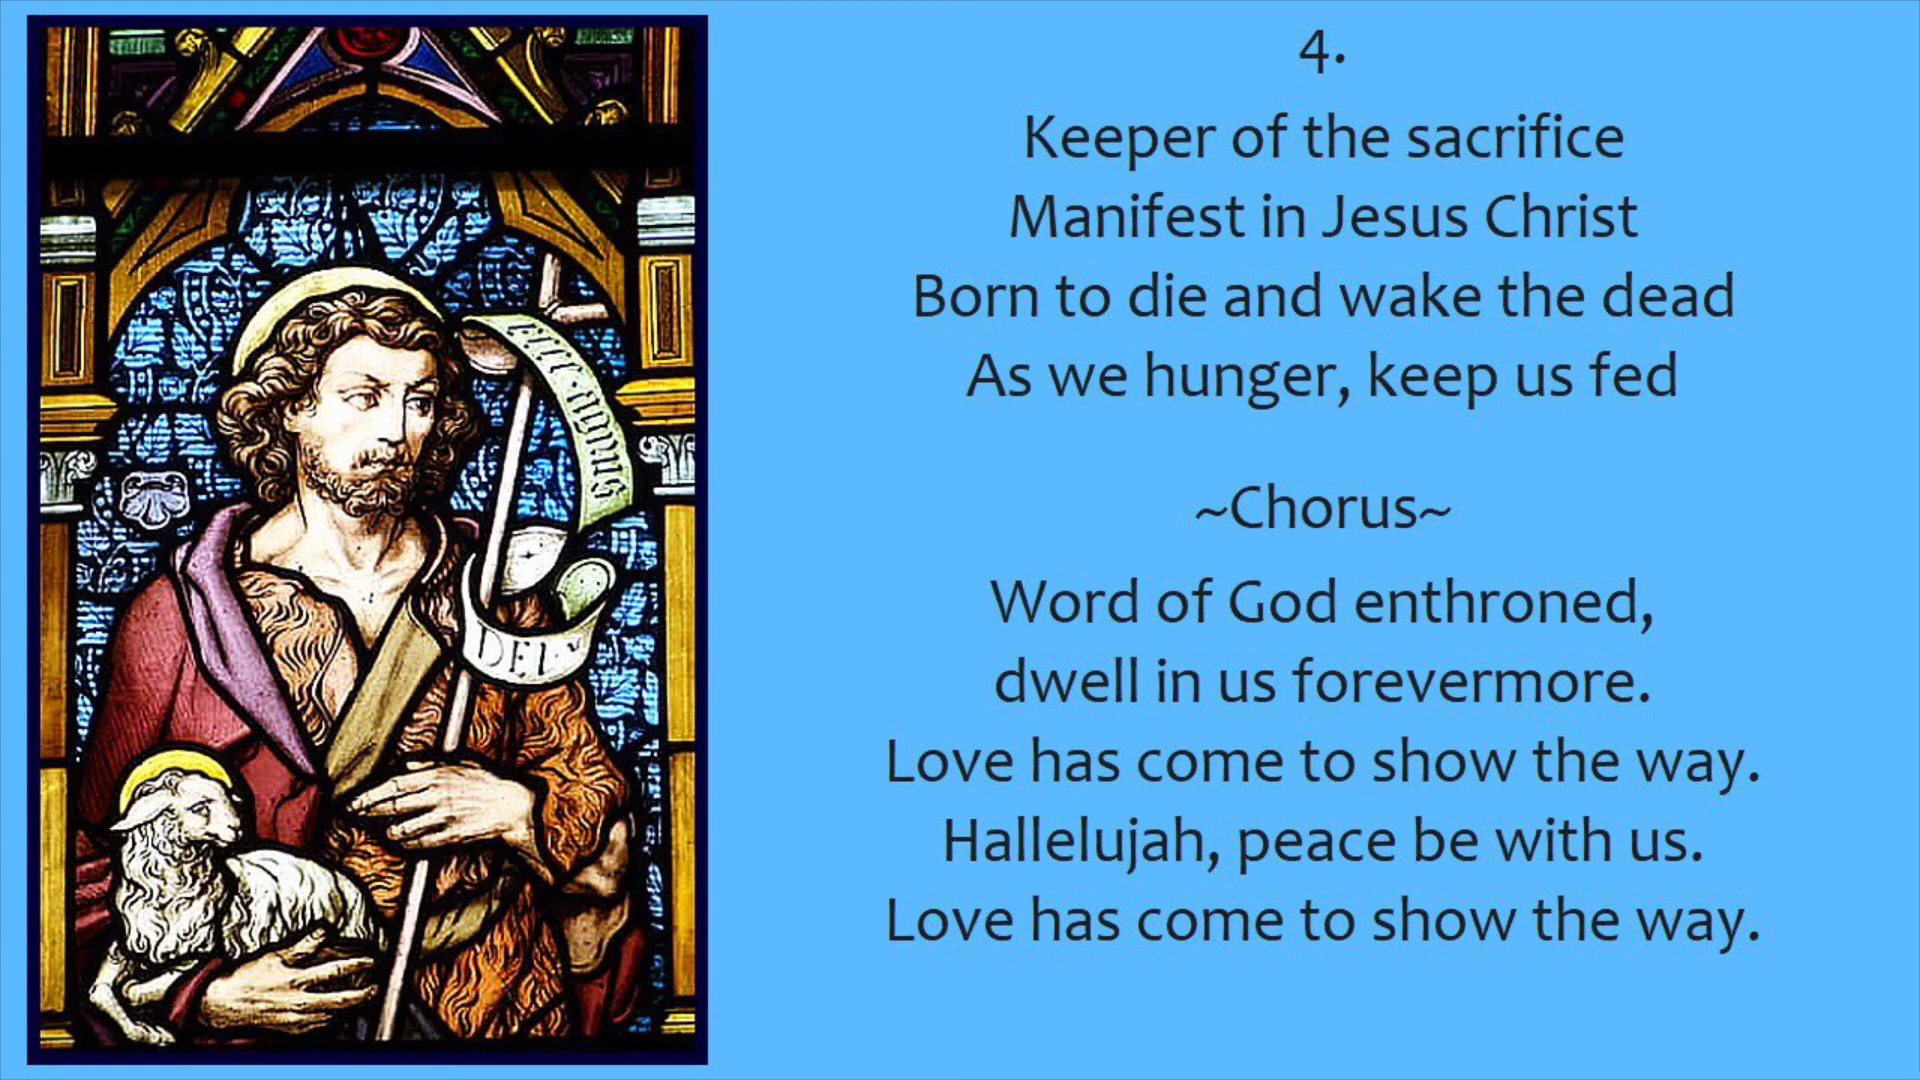 4.
Keeper of the sacrifice
Manifest in Jesus Christ
Born to die and wake the dead
As we hunger, keep us fed
~Chorus~
Word of God enthroned,
dwell in us forevermore.
Love has come to show the way.
Hallelujah, peace be with us.
Love has come to show the way.
agnus
DEI